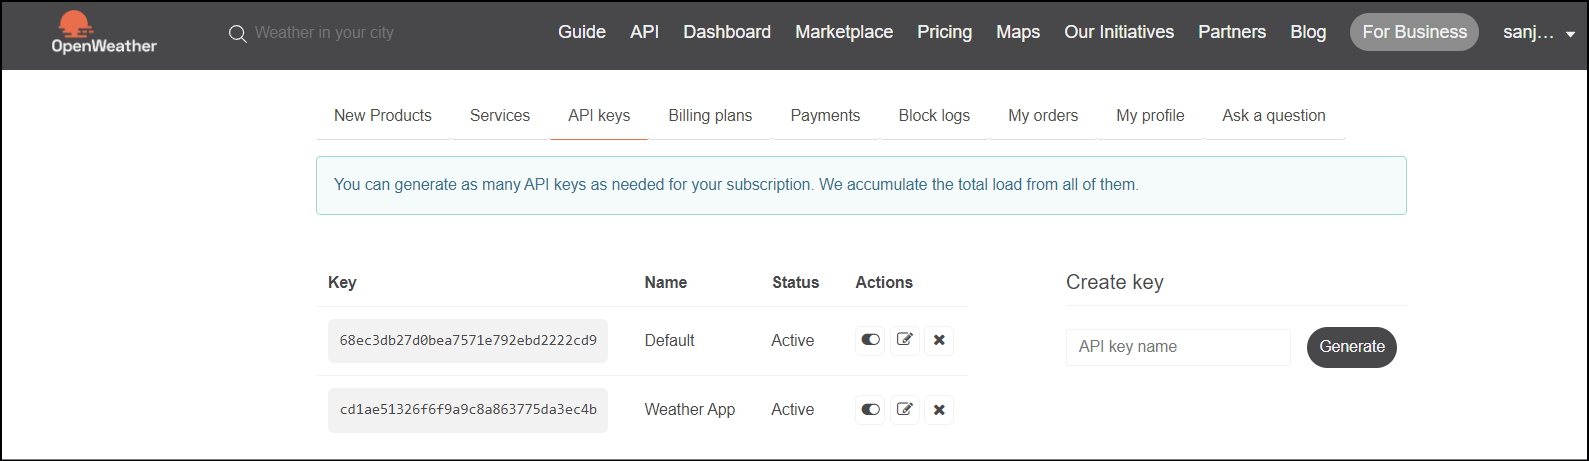 OpenWeather
Weather in your city
Guide API Dashboard Marketplace Pricing Maps Our Initiatives Partners Blog For Business sanj...
New Products Services API keys Billing plans Payments Block logs My orders My profile Ask a question
You can generate as many API keys as needed for your subscription. We accumulate the total load from all of them.
Key Name Status Actions
68ec3db27d0bea7571e792ebd2222cd9 Default Active
cd1ae51326f6f9a9c8a863775da3ec4b Weather App Active
Create key
API key name Generate